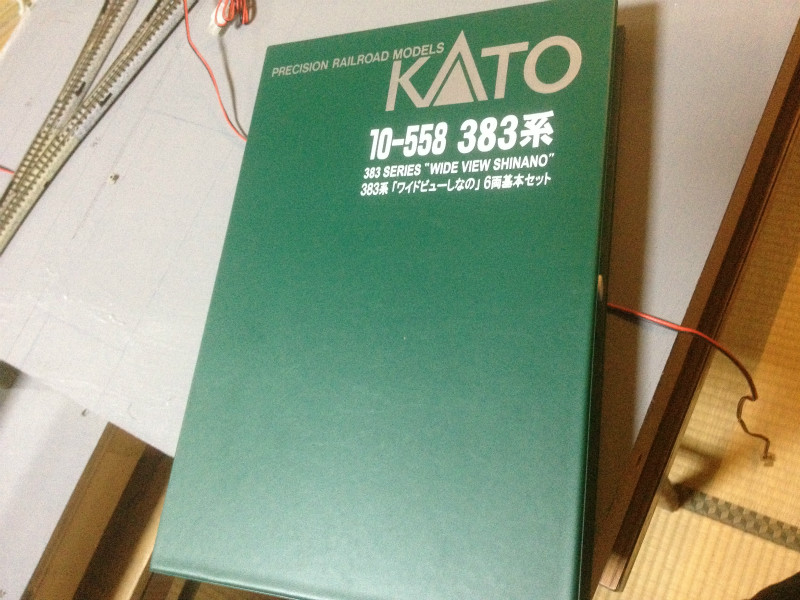 PRECISION RAILROAD MODELS
KATO
10-558 383系
383 SERIES "WIDE VIEW SHINANO"
383系「ワイドビューしなの」6両基本セット